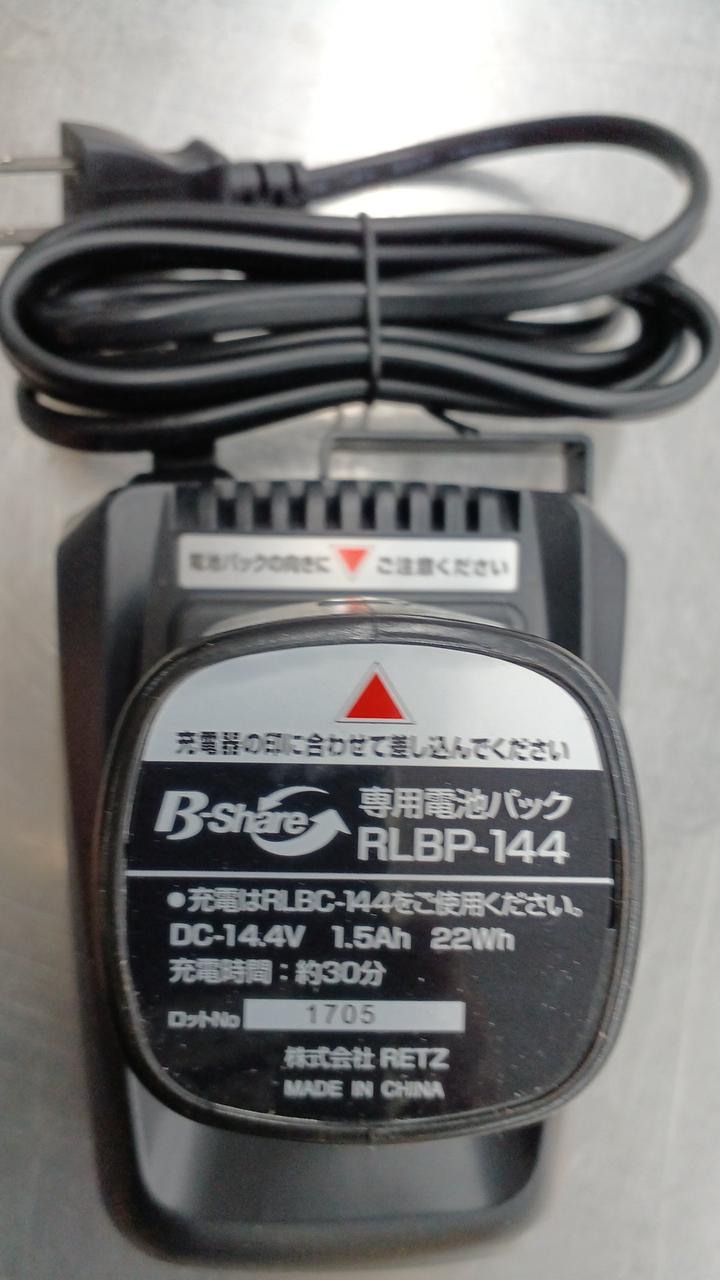 電池パックの向きに▼ご注意ください
▲
充電器の印に合わせて差し込んでください
B-Share 専用電池パック
RLBP-144
●充電はRLBC-144をご使用ください。
DC-14.4V 1.5Ah 22Wh
充電時間：約30分
ロットNo 1705
株式会社 RETZ
MADE IN CHINA